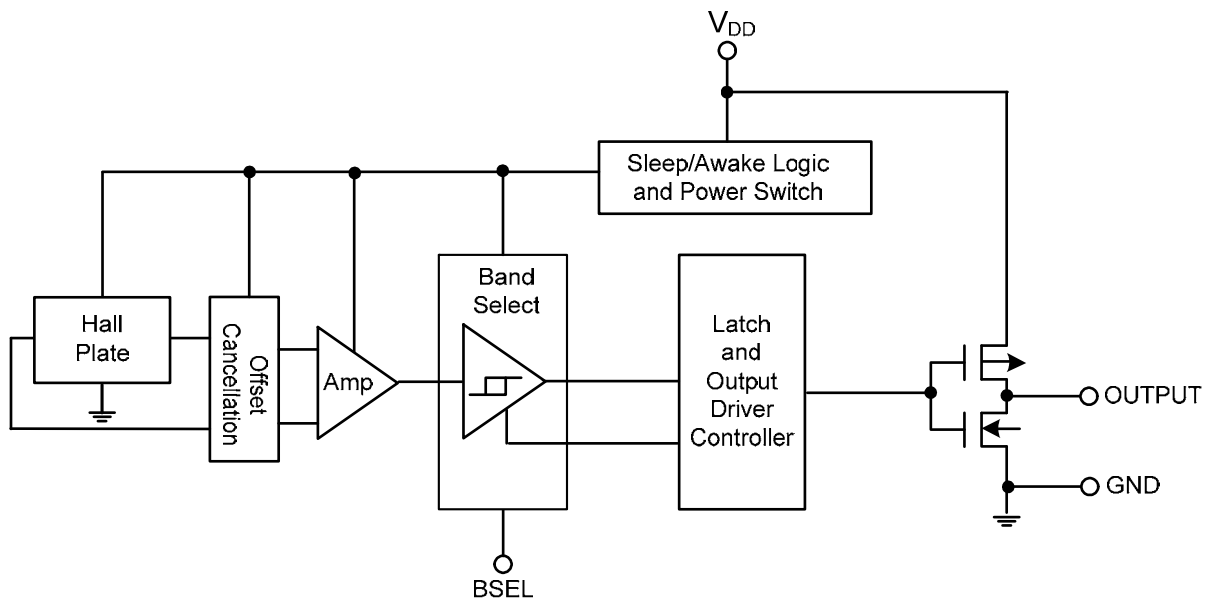 VDD
Sleep/Awake Logic
and Power Switch
Hall
Plate
Offset
Cancellation
Amp
Band
Select
Latch
and
Output
Driver
Controller
OUTPUT
GND
BSEL